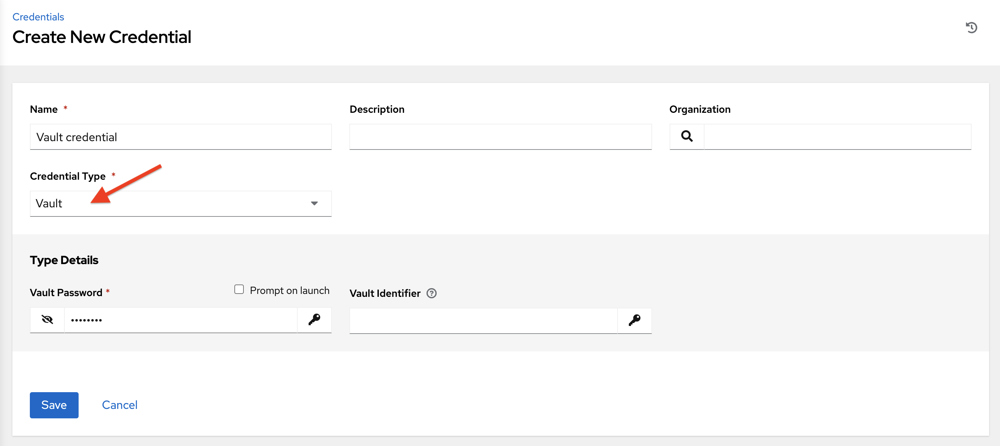 Credentials
Create New Credential
Name *
Description
Organization
Vault credential
Credential Type *
Vault
Type Details
Vault Password *
Prompt on launch
Vault Identifier
••••••••
Save
Cancel